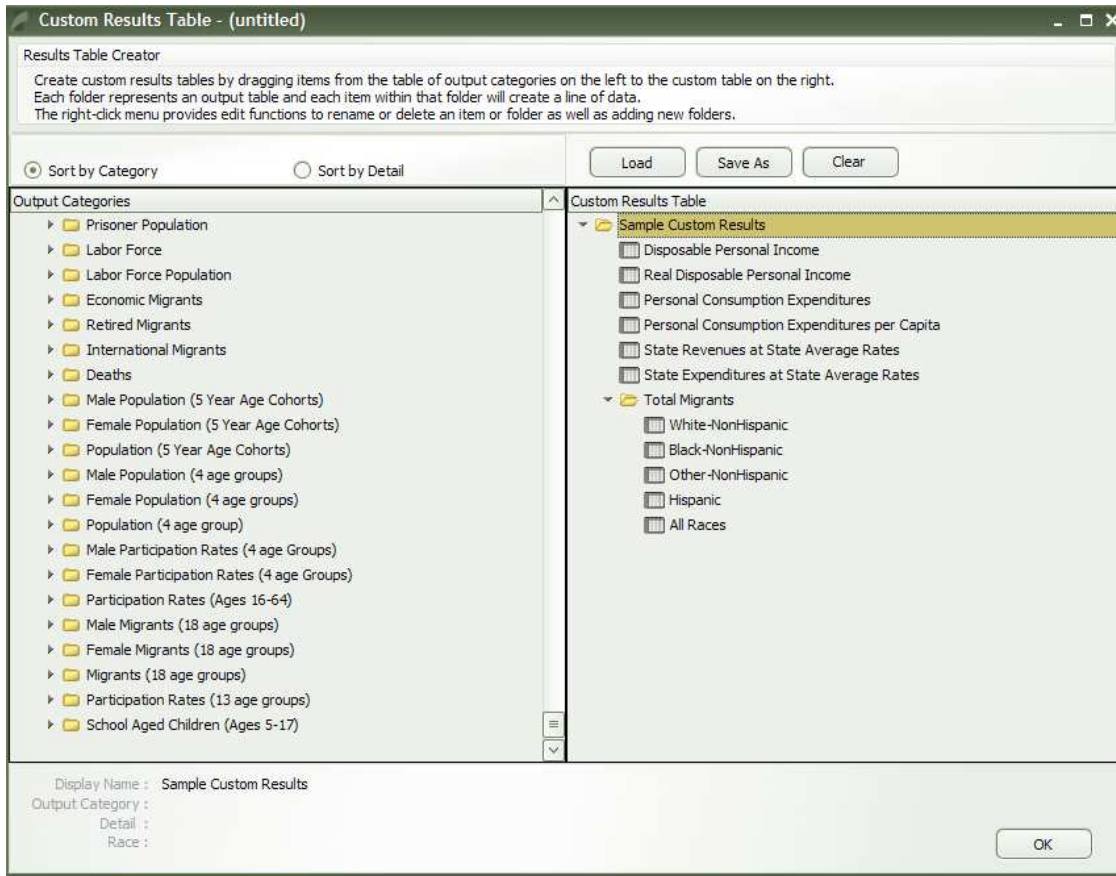 Custom Results Table - (untitled)
Results Table Creator
Create custom results tables by dragging items from the table of output categories on the left to the custom table on the right.
Each folder represents an output table and each item within that folder will create a line of data.
The right-click menu provides edit functions to rename or delete an item or folder as well as adding new folders.
Sort by Category
Sort by Detail
Load
Save As
Clear
Output Categories
Prisoner Population
Labor Force
Labor Force Population
Economic Migrants
Retired Migrants
International Migrants
Deaths
Male Population (5 Year Age Cohorts)
Female Population (5 Year Age Cohorts)
Population (5 Year Age Cohorts)
Male Population (4 age groups)
Female Population (4 age groups)
Population (4 age group)
Male Participation Rates (4 age Groups)
Female Participation Rates (4 age Groups)
Participation Rates (Ages 16-64)
Male Migrants (18 age groups)
Female Migrants (18 age groups)
Migrants (18 age groups)
Participation Rates (13 age groups)
School Aged Children (Ages 5-17)
Custom Results Table
Sample Custom Results
Disposable Personal Income
Real Disposable Personal Income
Personal Consumption Expenditures
Personal Consumption Expenditures per Capita
State Revenues at State Average Rates
State Expenditures at State Average Rates
Total Migrants
White-NonHispanic
Black-NonHispanic
Other-NonHispanic
Hispanic
All Races
Display Name : Sample Custom Results
Output Category :
Detail :
Race :
OK